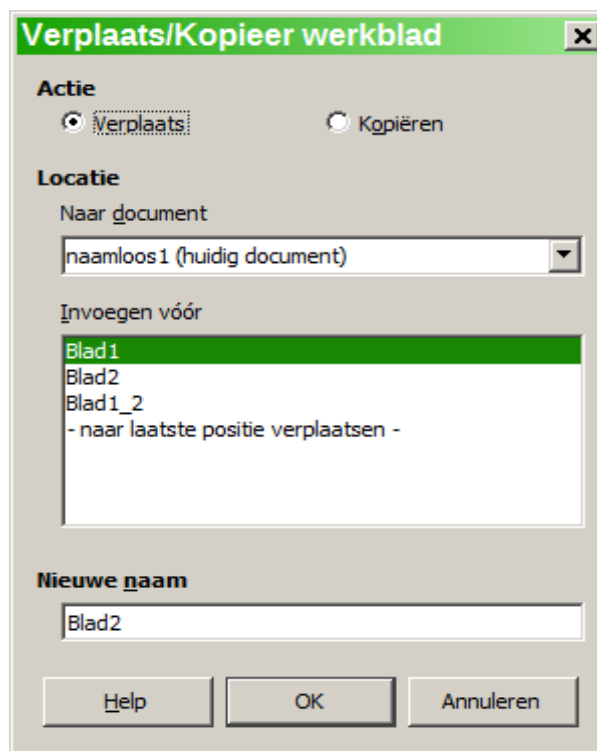 Verplaats/Kopieer werkblad
Actie
Verplaats Kopiëren
Locatie
Naar document
naamloos1 (huidig document)
Invoegen vóór
Blad1
Blad2
Blad1_2
- naar laatste positie verplaatsen -
Nieuwe naam
Blad2
Help OK Annuleren